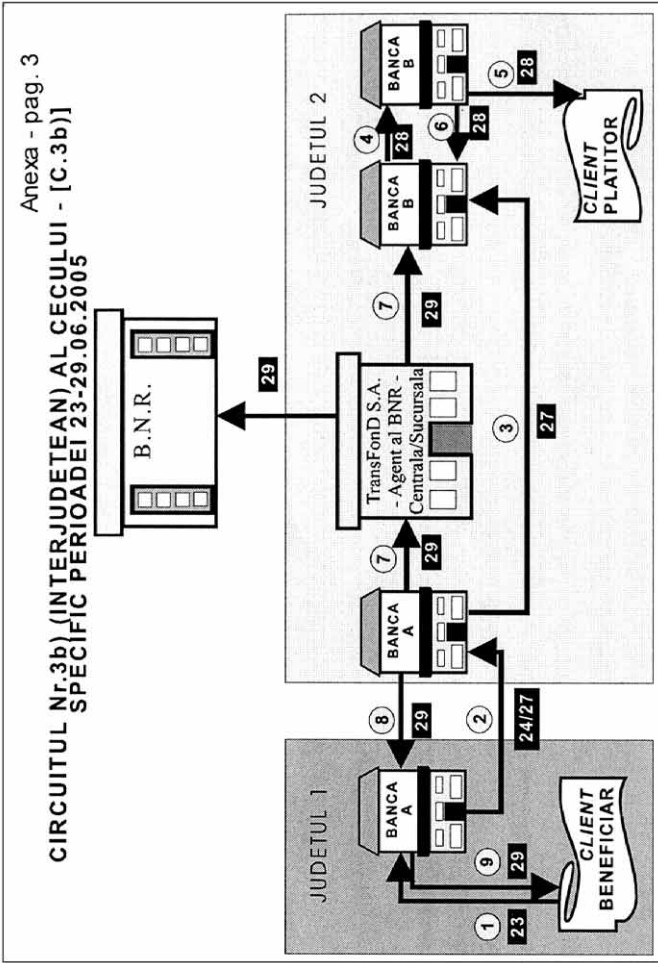 Anexa - pag. 3
CIRCUITUL Nr.3b) (INTERJUDETEAN) AL CECULUI - [C.3b)]
SPECIFIC PERIOADEI 23-29.06.2005
B.N.R.
29
JUDETUL 1
JUDETUL 2
BANCA
A
8
29
BANCA
A
7
29
TransFonD S.A.
- Agent al BNR -
Centrala/Sucursala
7
29
BANCA
B
4
28
6
28
BANCA
B
1
23
9
29
2
24/27
3
27
5
28
CLIENT
BENEFICIAR
CLIENT
PLATITOR